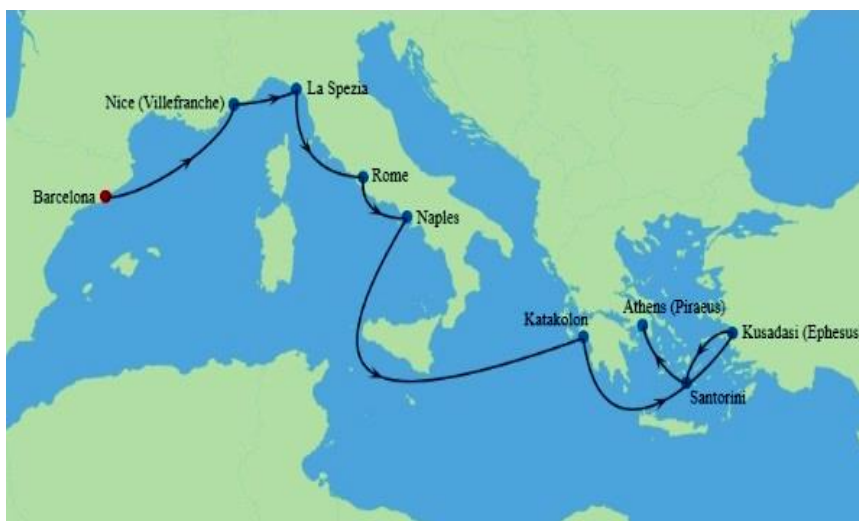 La Spezia
Nice (Villefranche)
Rome
Barcelona
Naples
Athens (Piraeus)
Katakolon
Kusadasi (Ephesus
Santorini